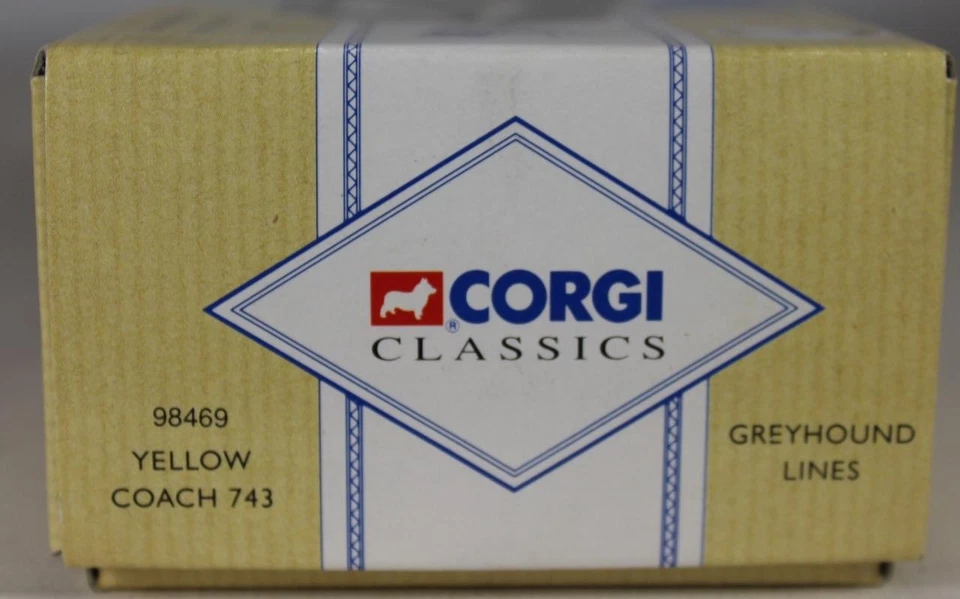 CORGI
®
CLASSICS
98469
YELLOW
COACH 743
GREYHOUND
LINES